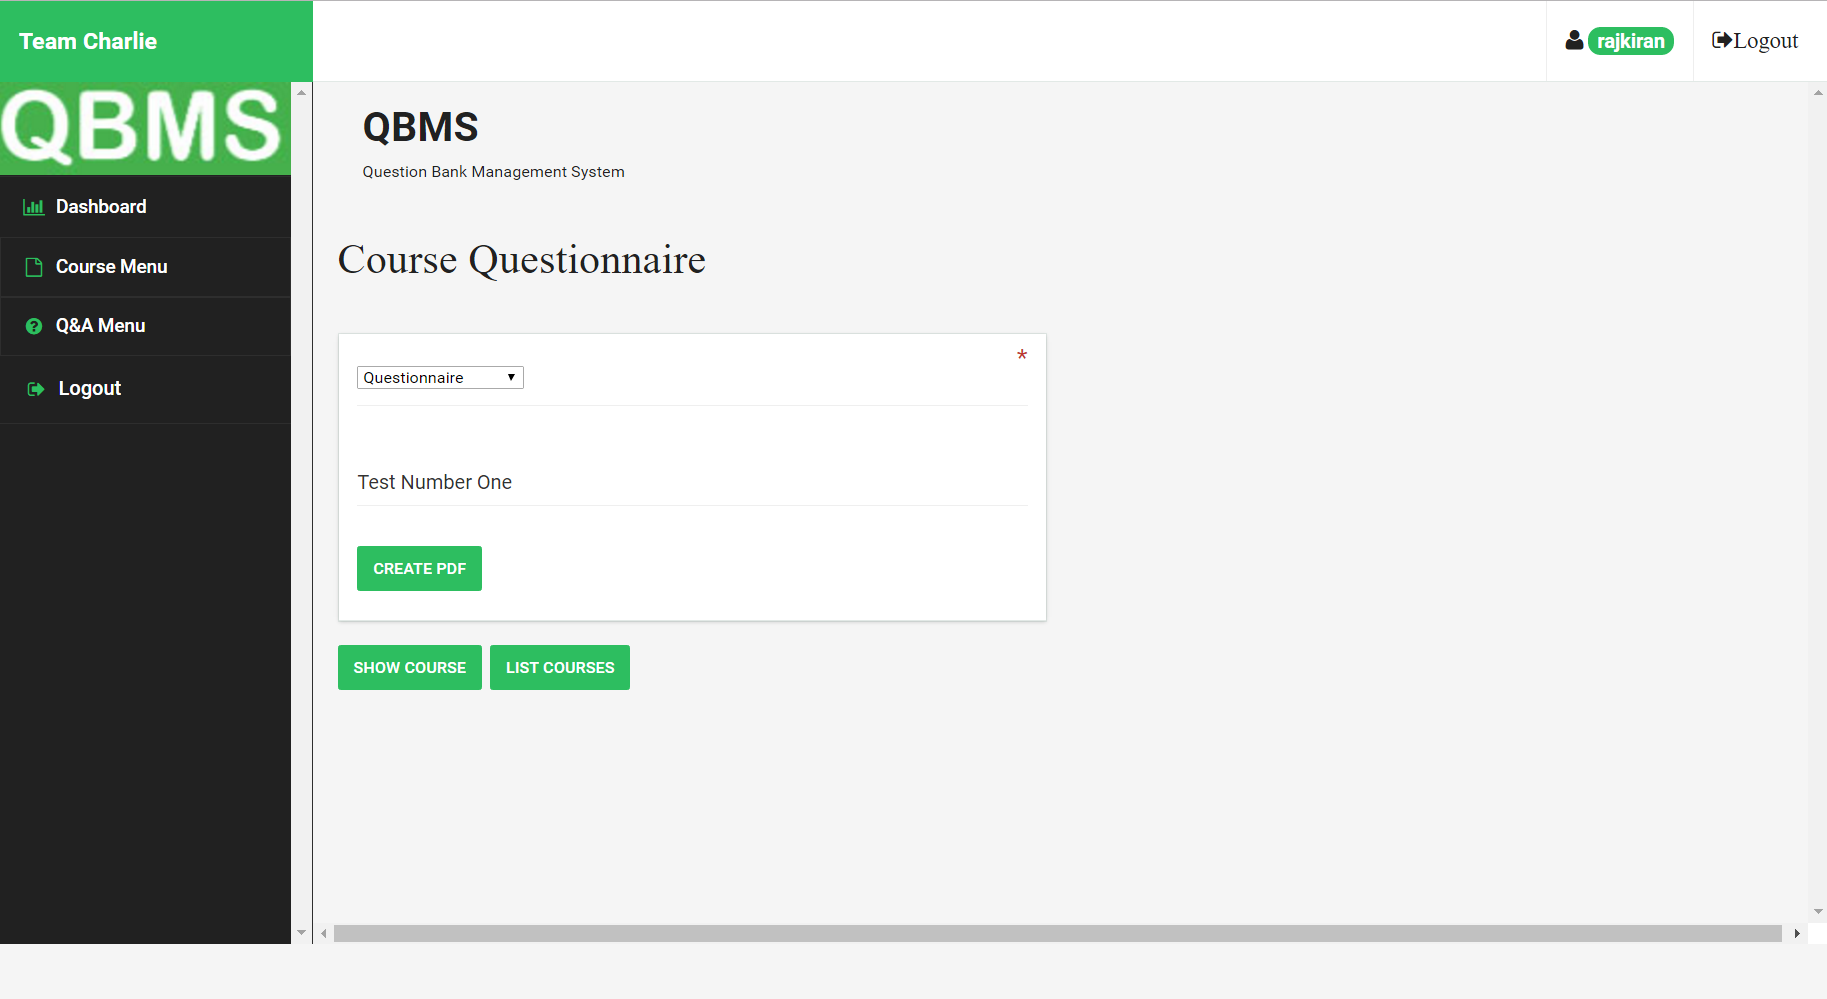 Team Charlie
rajkiran
Logout
QBMS
Dashboard
Course Menu
Q&A Menu
Logout
QBMS
Question Bank Management System
Course Questionnaire
*
Questionnaire
Test Number One
CREATE PDF
SHOW COURSE
LIST COURSES